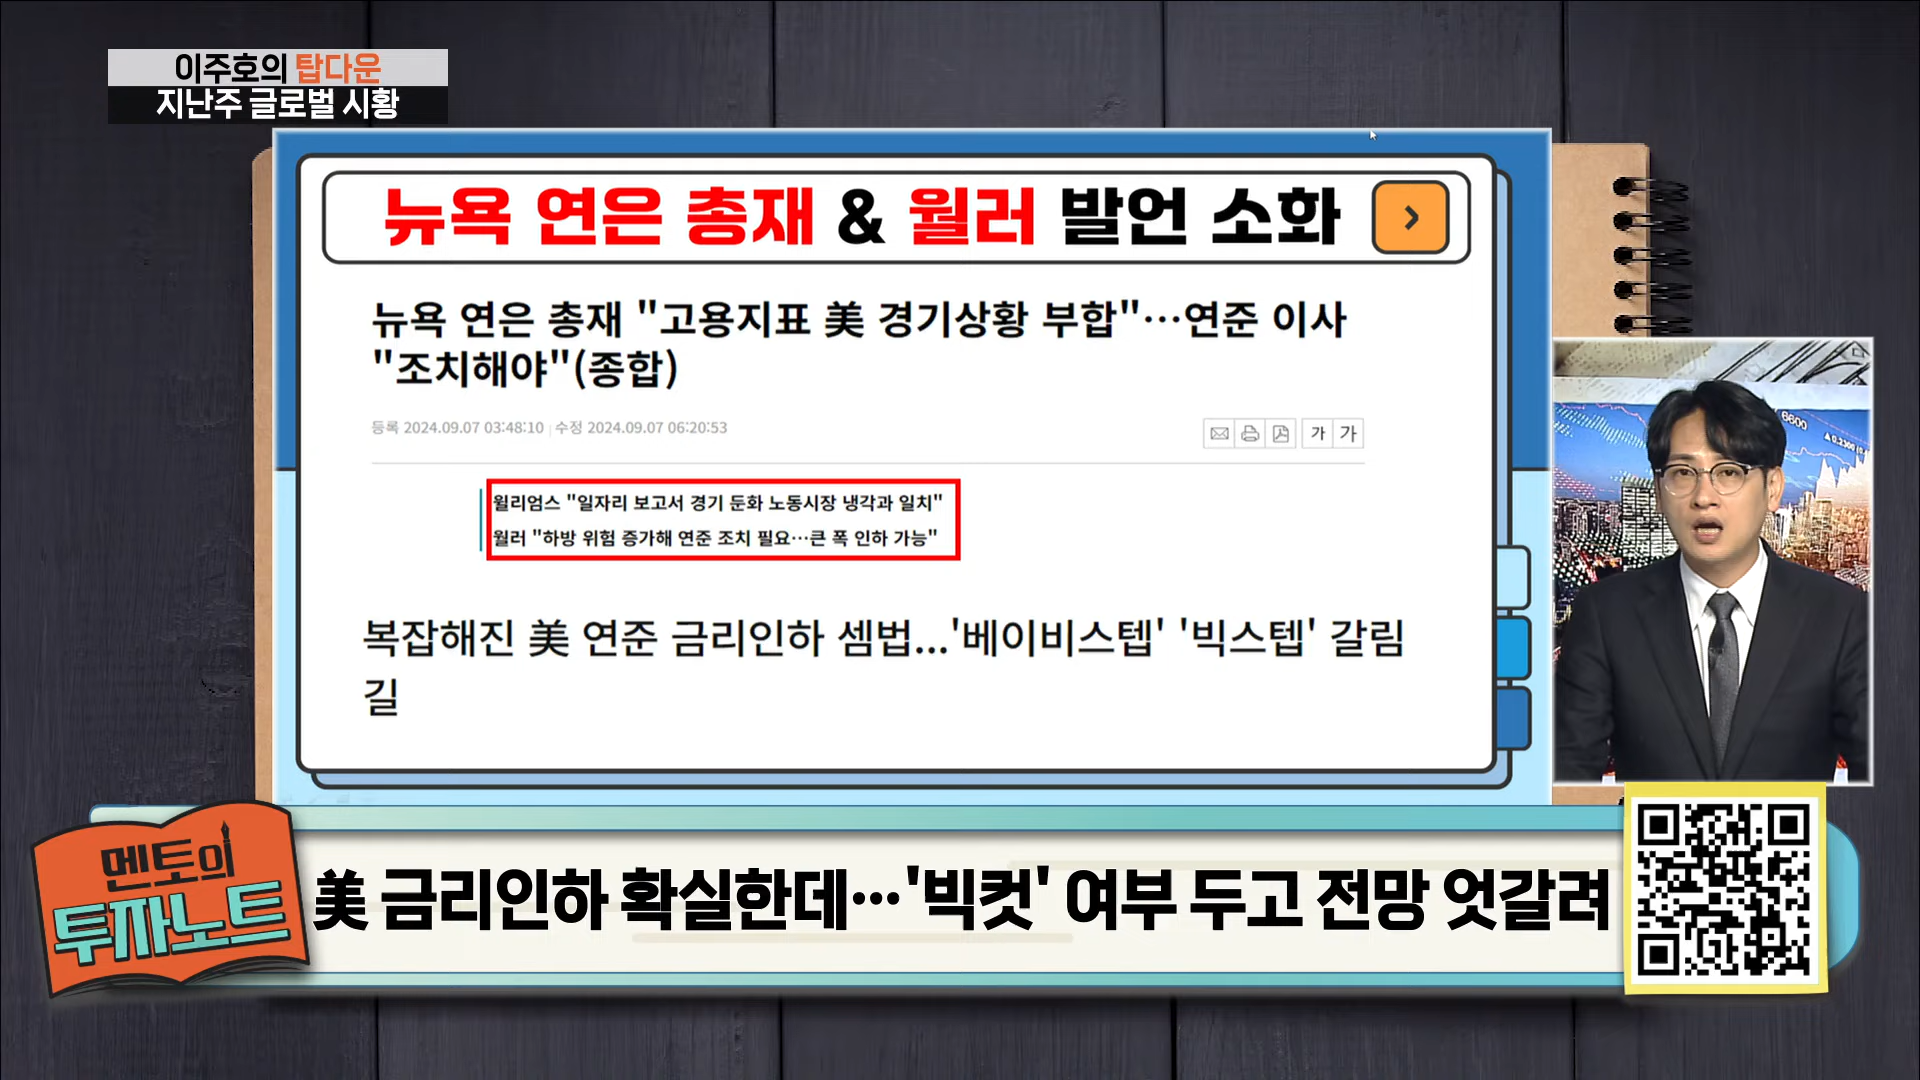 이주호의 탑다운
지난주 글로벌 시황
뉴욕 연은 총재 & 월러 발언 소화
뉴욕 연은 총재 "고용지표 美 경기상황 부합"…연준 이사
"조치해야"(종합)
등록 2024.09.07 03:48:10 | 수정 2024.09.07 06:20:53
가 가
윌리엄스 "일자리 보고서 경기 둔화 노동시장 냉각과 일치"
월러 "하방 위험 증가해 연준 조치 필요…큰 폭 인하 가능"
복잡해진 美 연준 금리인하 셈법...'베이비스텝' '빅스텝' 갈림
길
6600
▲0.2300
멘토의
투자노트
美 금리인하 확실한데…'빅컷' 여부 두고 전망 엇갈려